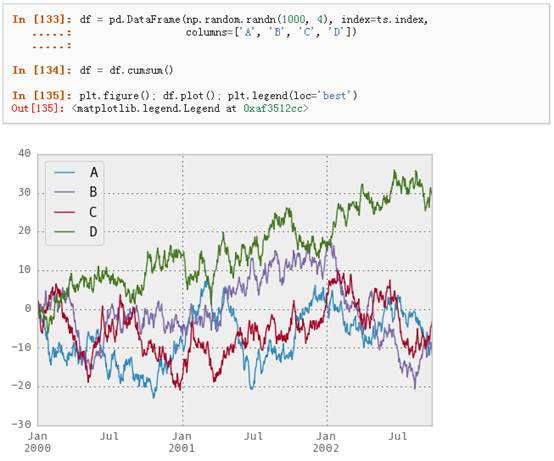 In [133]: df = pd.DataFrame(np.random.randn(1000, 4), index=ts.index,
.....: columns=['A', 'B', 'C', 'D'])
.....:
In [134]: df = df.cumsum()
In [135]: plt.figure(); df.plot(); plt.legend(loc='best')
Out[135]: <matplotlib.legend.Legend at 0xaf3512cc>
40
30
20
10
0
−10
−20
−30
A
B
C
D
Jan Jul Jan Jul Jan Jul
2000 2001 2002